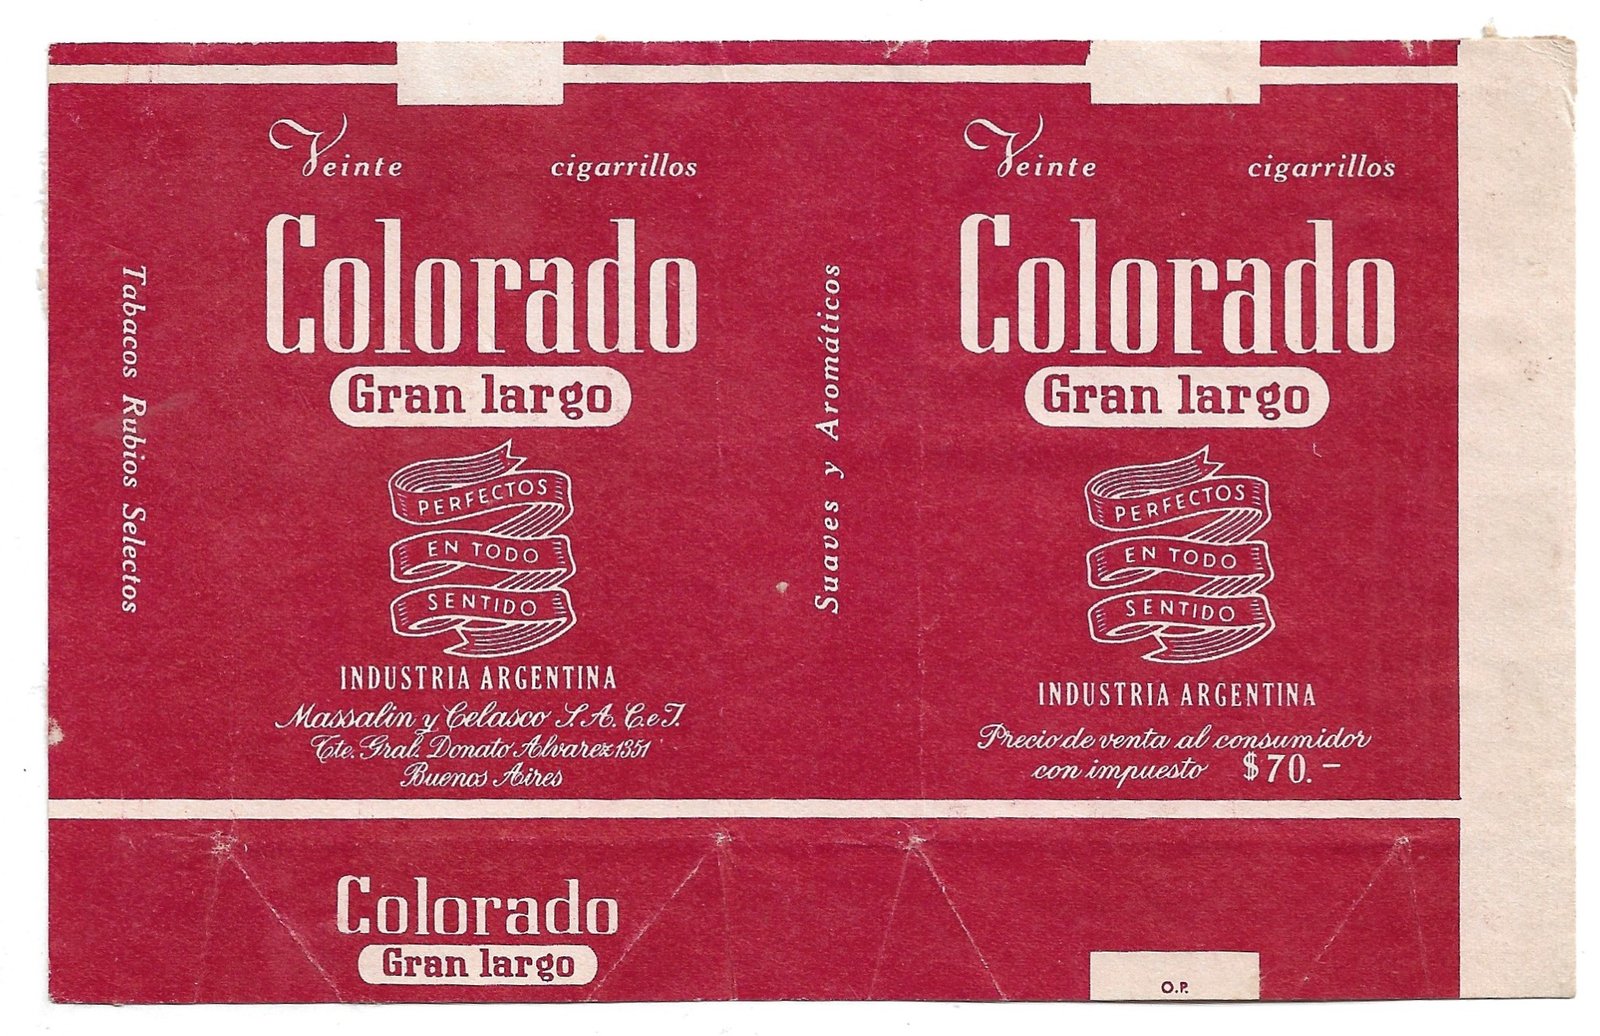 Tabacos Rubios Selectos
Veinte cigarrillos
Colorado
Gran largo
PERFECTOS
EN TODO
SENTIDO
INDUSTRIA ARGENTINA
Massalin y Celasco S.A.C.e I.
Tte. Gral. Donato Alvarez 1351
Buenos Aires
Suaves y Aromáticos
Veinte cigarrillos
Colorado
Gran largo
PERFECTOS
EN TODO
SENTIDO
INDUSTRIA ARGENTINA
Precio de venta al consumidor
con impuesto $70.-
Colorado
Gran largo
O.P.